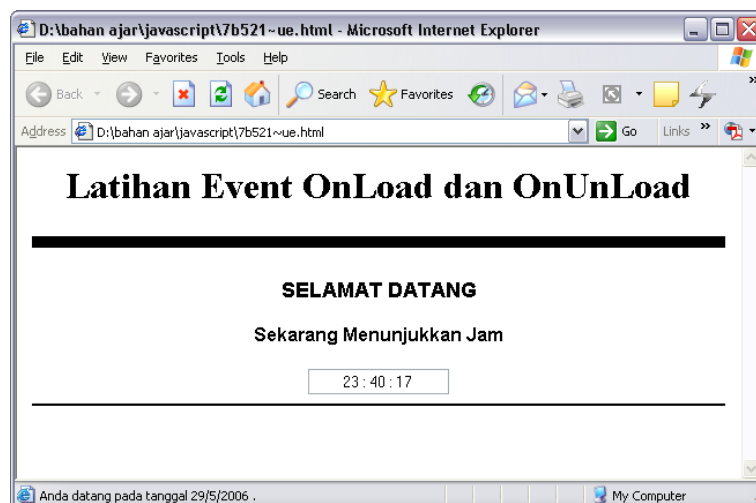 D:\bahan ajar\javascript\7b521~ue.html - Microsoft Internet Explorer
File Edit View Favorites Tools Help
Back Search Favorites
Address D:\bahan ajar\javascript\7b521~ue.html Go Links
Latihan Event OnLoad dan OnUnLoad
SELAMAT DATANG
Sekarang Menunjukkan Jam
23 : 40 : 17
Anda datang pada tanggal 29/5/2006 . My Computer